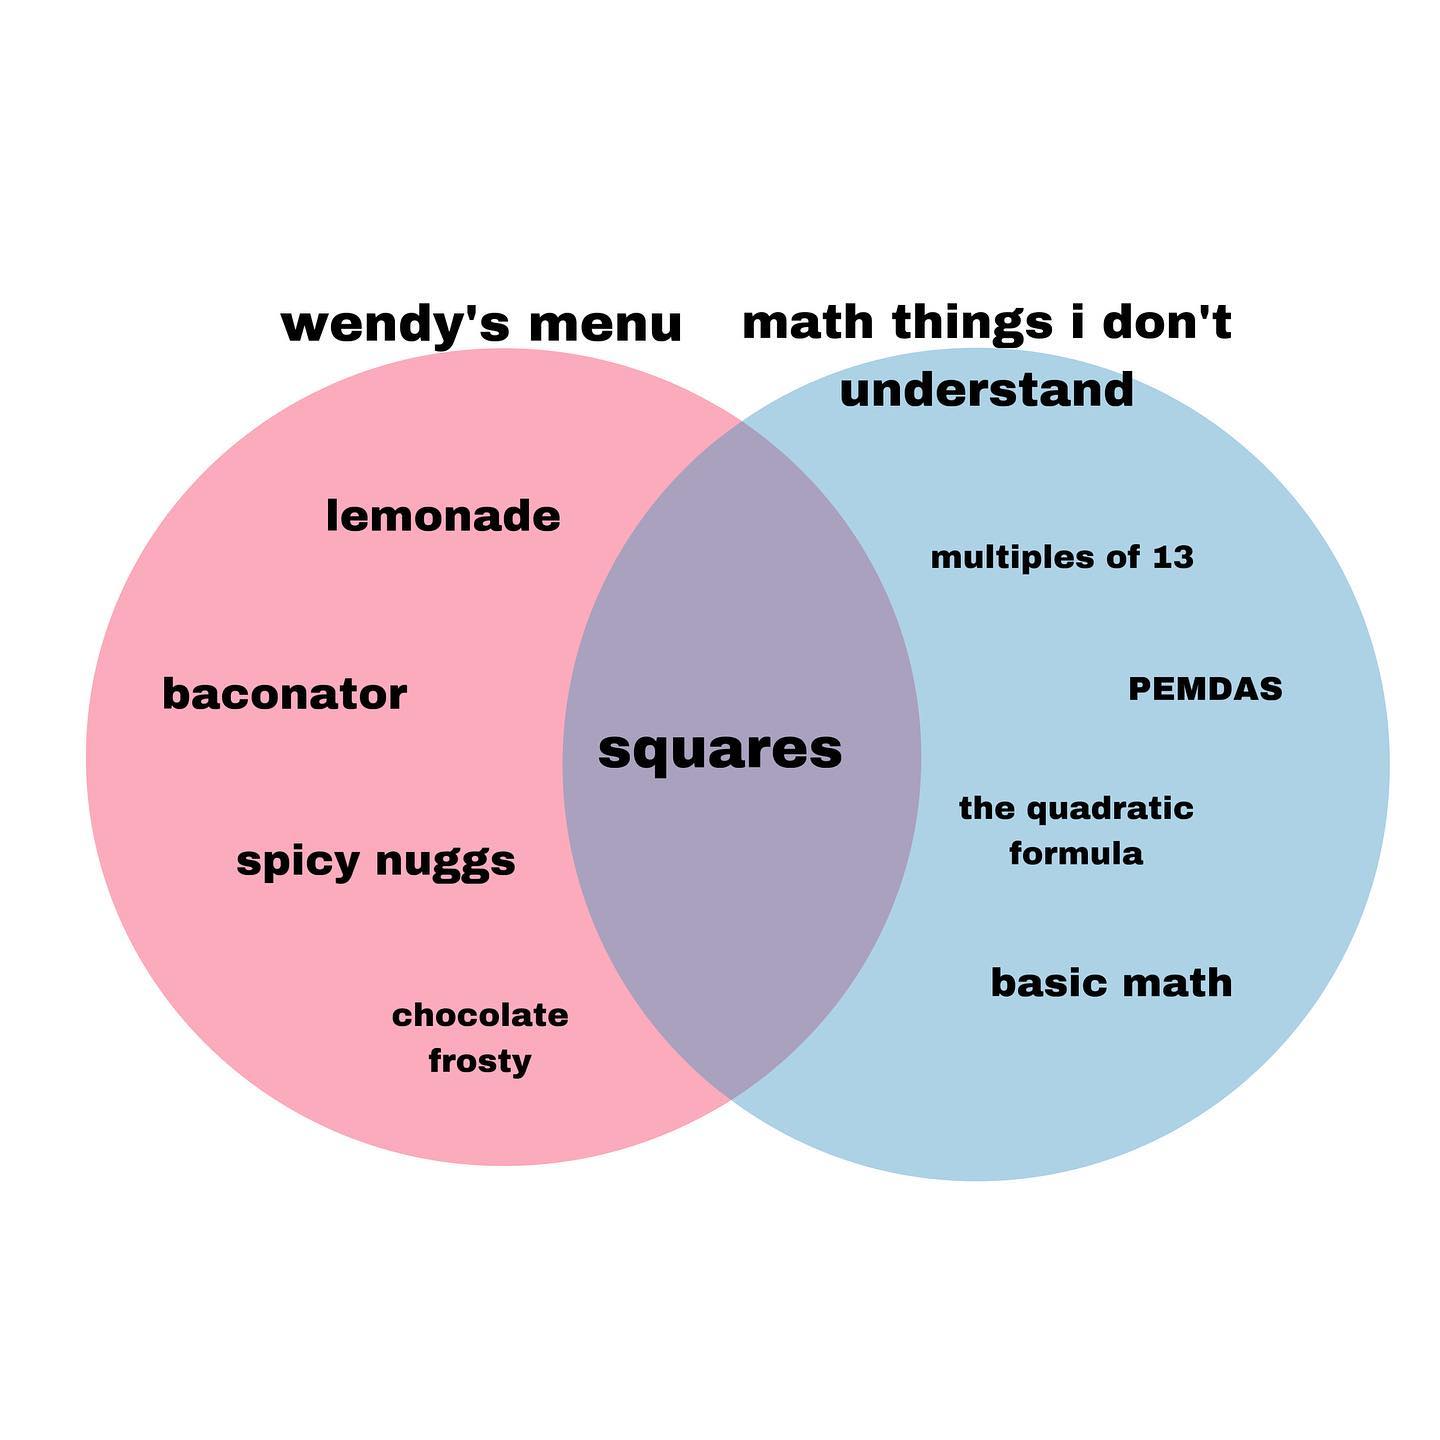 wendy's menu
math things i don't
understand
lemonade
baconator
spicy nuggs
chocolate
frosty
squares
multiples of 13
PEMDAS
the quadratic
formula
basic math